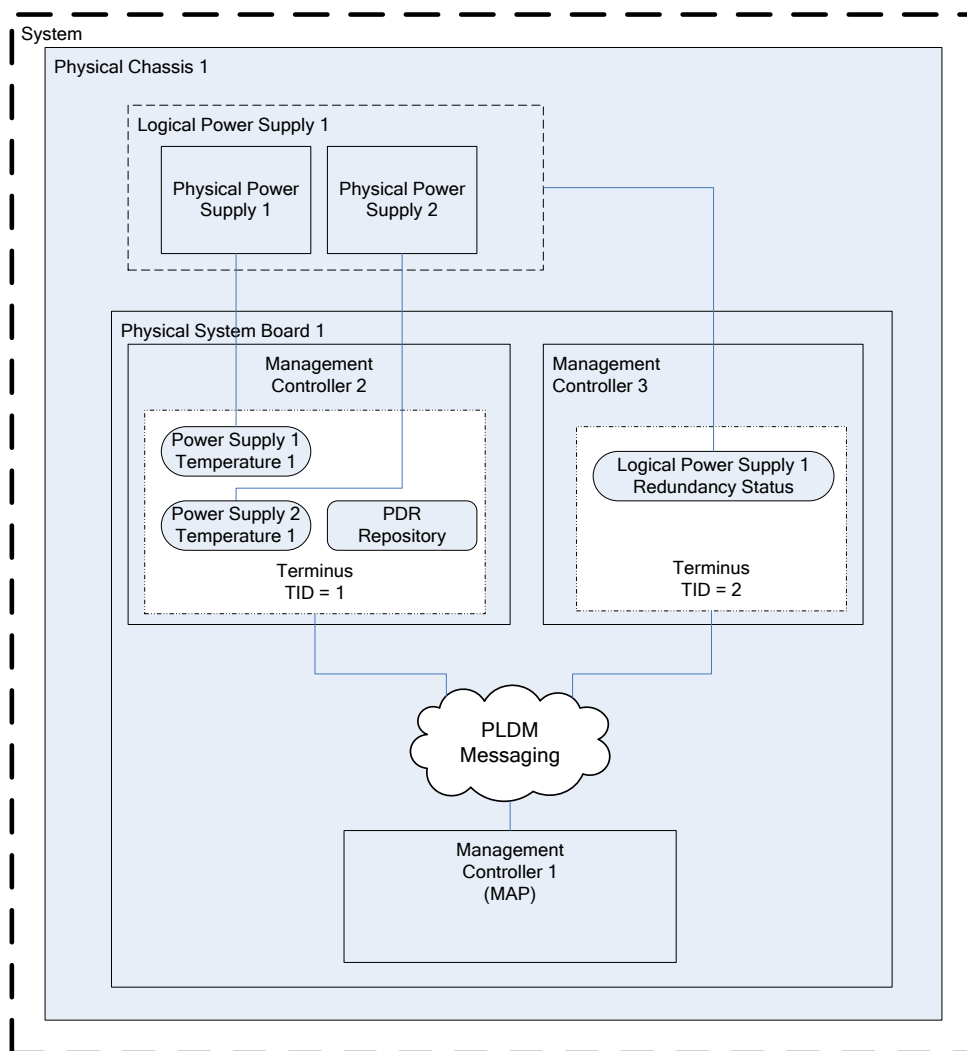 System
Physical Chassis 1
Logical Power Supply 1
Physical Power
Supply 1
Physical Power
Supply 2
Physical System Board 1
Management
Controller 2
Power Supply 1
Temperature 1
Power Supply 2
Temperature 1
PDR
Repository
Terminus
TID = 1
Management
Controller 3
Logical Power Supply 1
Redundancy Status
Terminus
TID = 2
PLDM
Messaging
Management
Controller 1
(MAP)